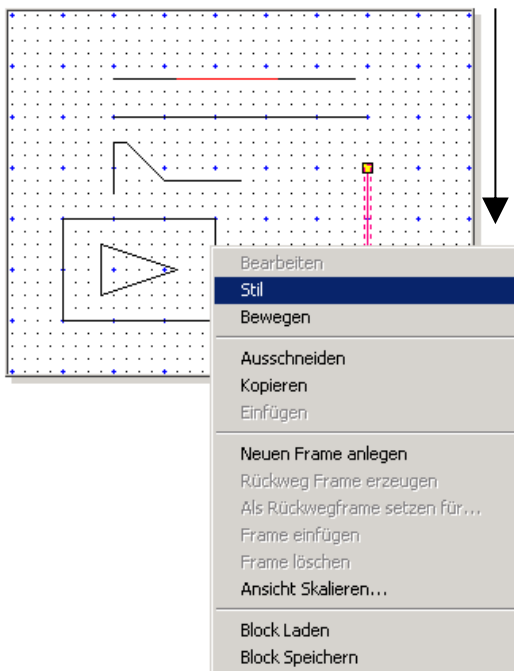 Bearbeiten
Stil
Bewegen
Ausschneiden
Kopieren
Einfügen
Neuen Frame anlegen
Rückweg Frame erzeugen
Als Rückwegframe setzen für...
Frame einfügen
Frame löschen
Ansicht Skalieren...
Block Laden
Block Speichern